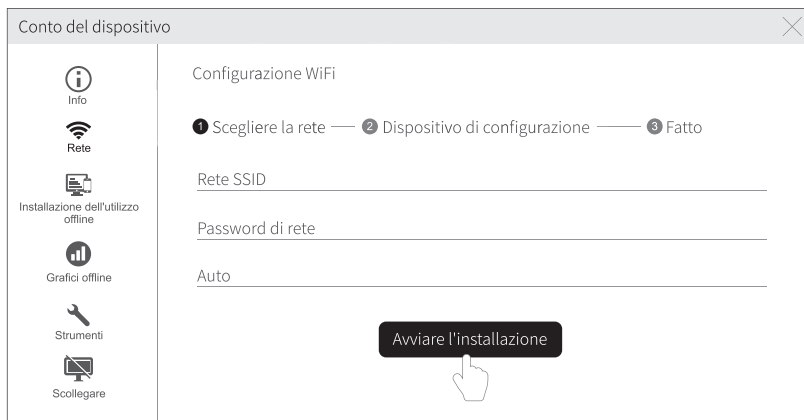 Conto del dispositivo
Info
Rete
Installazione dell'utilizzo
offline
Grafici offline
Strumenti
Scollegare
Configurazione WiFi
1 Scegliere la rete 2 Dispositivo di configurazione 3 Fatto
Rete SSID
Password di rete
Auto
Avviare l'installazione